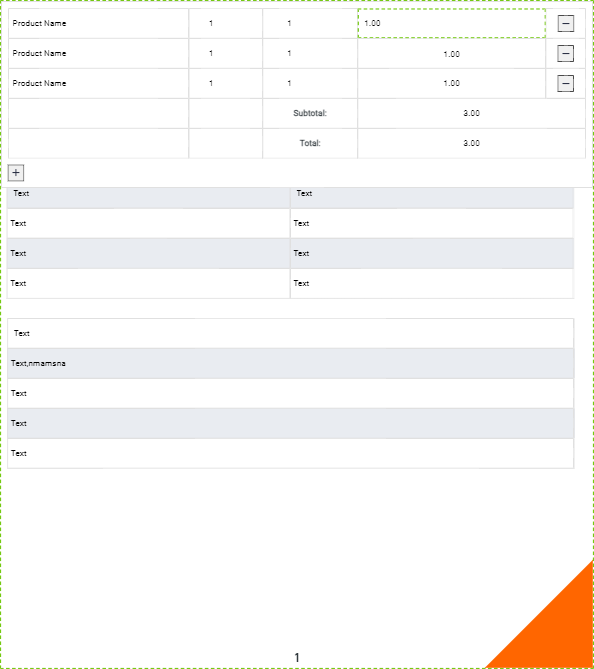 Product Name 1 1 1.00 −
Product Name 1 1 1.00 −
Product Name 1 1 1.00 −
Subtotal: 3.00
Total: 3.00
+
Text Text
Text Text
Text Text
Text Text
Text
Text,nmamsna
Text
Text
Text
1